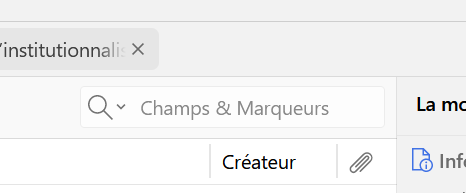 'institutionnalis
Champs & Marqueurs
La mo
Créateur
Info